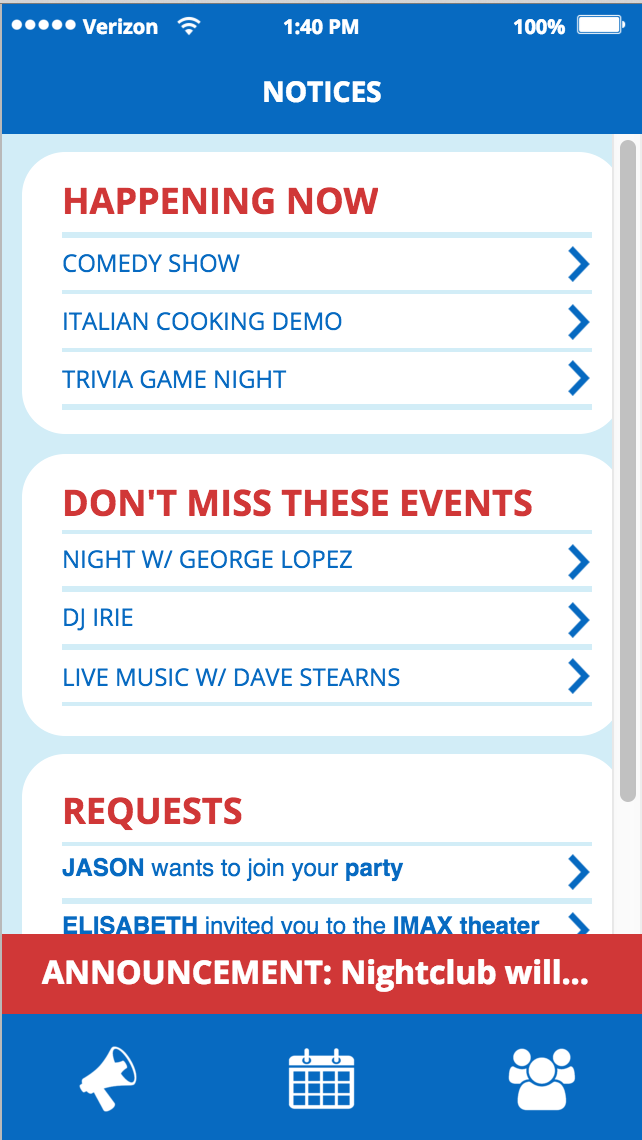 Verizon 1:40 PM 100%
NOTICES
HAPPENING NOW
COMEDY SHOW
ITALIAN COOKING DEMO
TRIVIA GAME NIGHT
DON'T MISS THESE EVENTS
NIGHT W/ GEORGE LOPEZ
DJ IRIE
LIVE MUSIC W/ DAVE STEARNS
REQUESTS
JASON wants to join your party
ELISABETH invited you to the IMAX theater
ANNOUNCEMENT: Nightclub will...